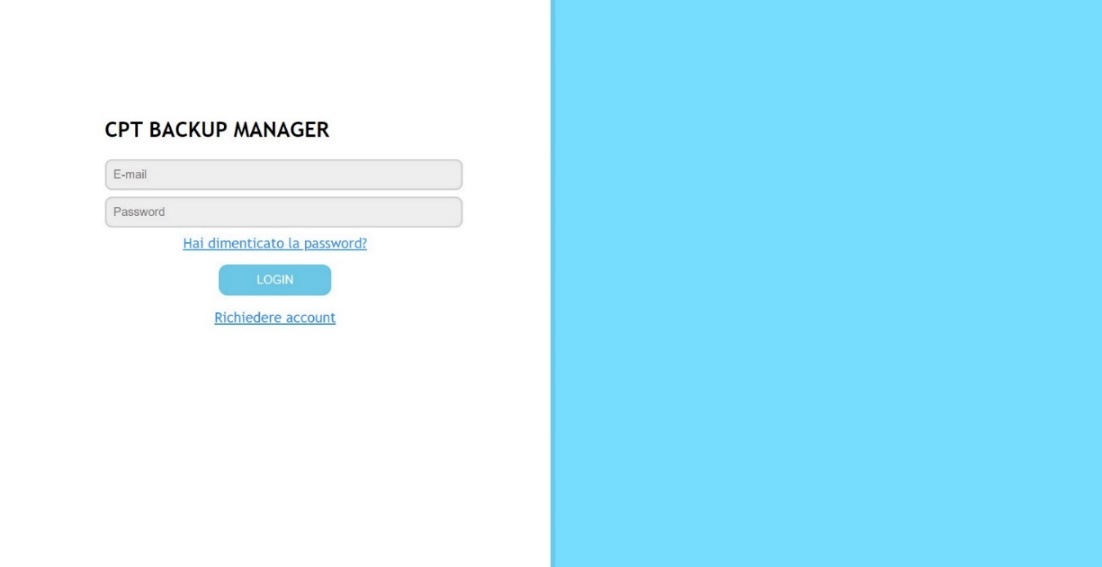 CPT BACKUP MANAGER
E-mail
Password
Hai dimenticato la password?
LOGIN
Richiedere account